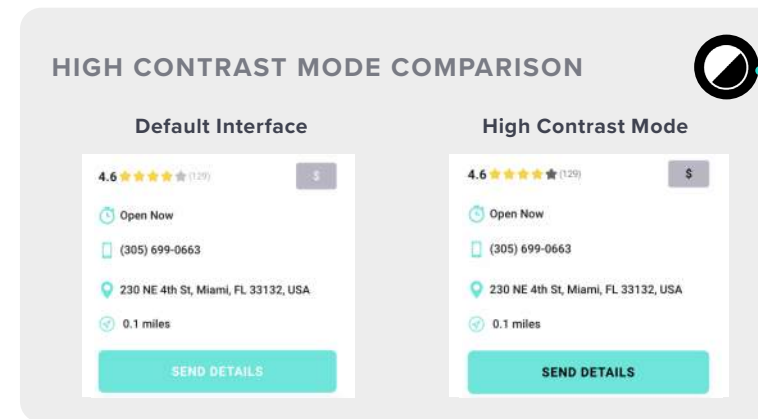 HIGH CONTRAST MODE COMPARISON
Default Interface
4.6 (129) $
Open Now
(305) 699-0663
230 NE 4th St, Miami, FL 33132, USA
0.1 miles
SEND DETAILS
High Contrast Mode
4.6 (129) $
Open Now
(305) 699-0663
230 NE 4th St, Miami, FL 33132, USA
0.1 miles
SEND DETAILS